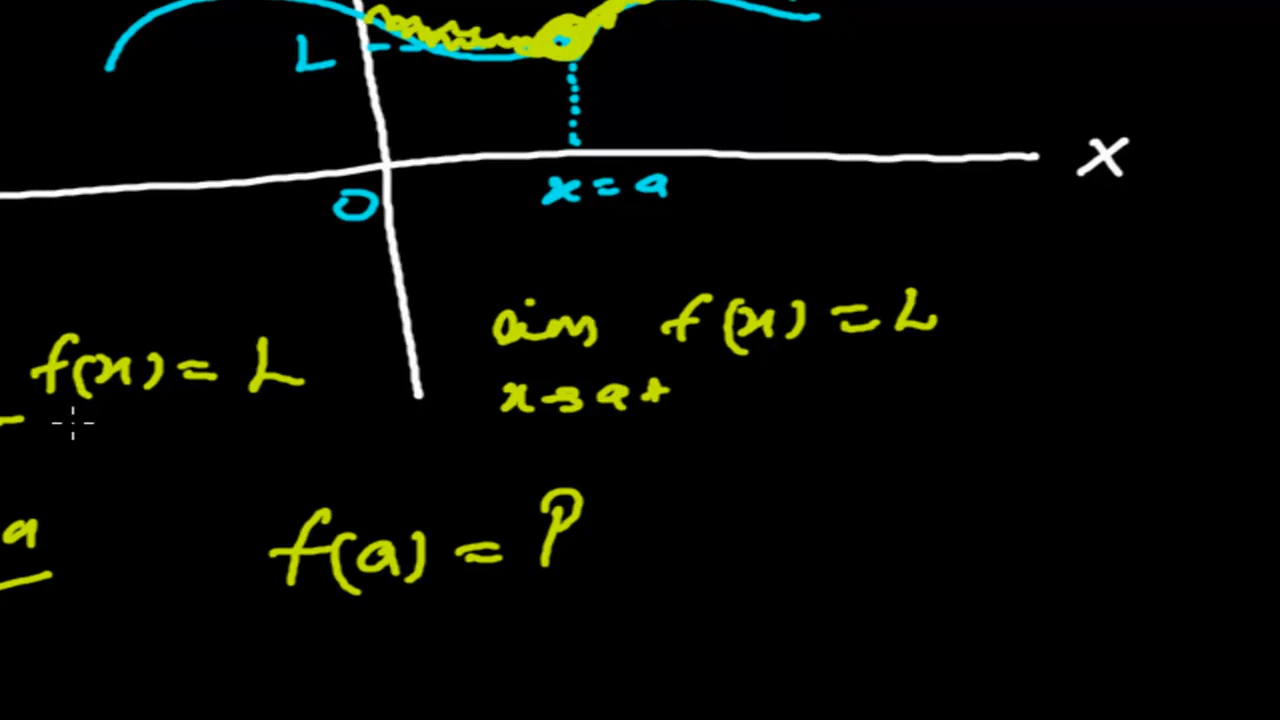 L
X
O
x = a
f(x) = L
lim f(x) = L
x → a+
a
f(a) = P